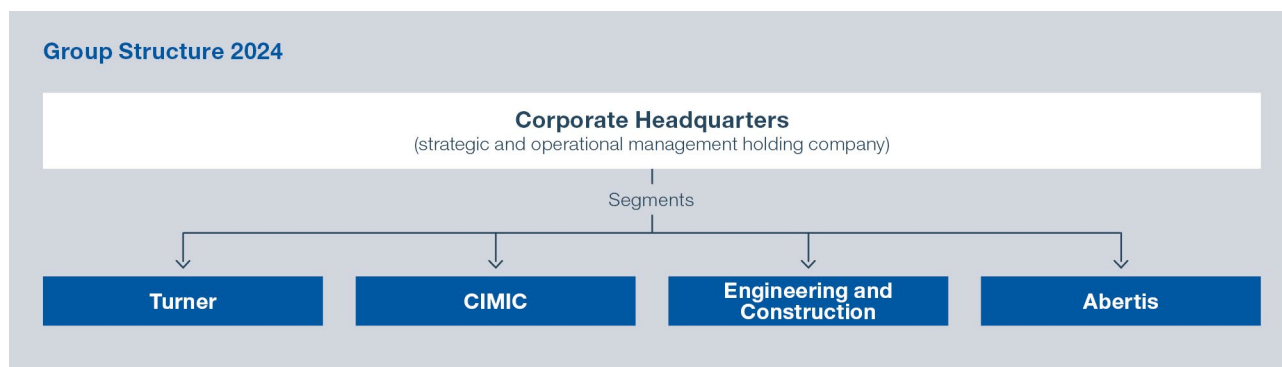 Group Structure 2024
Corporate Headquarters
(strategic and operational management holding company)
Segments
Turner
CIMIC
Engineering and
Construction
Abertis